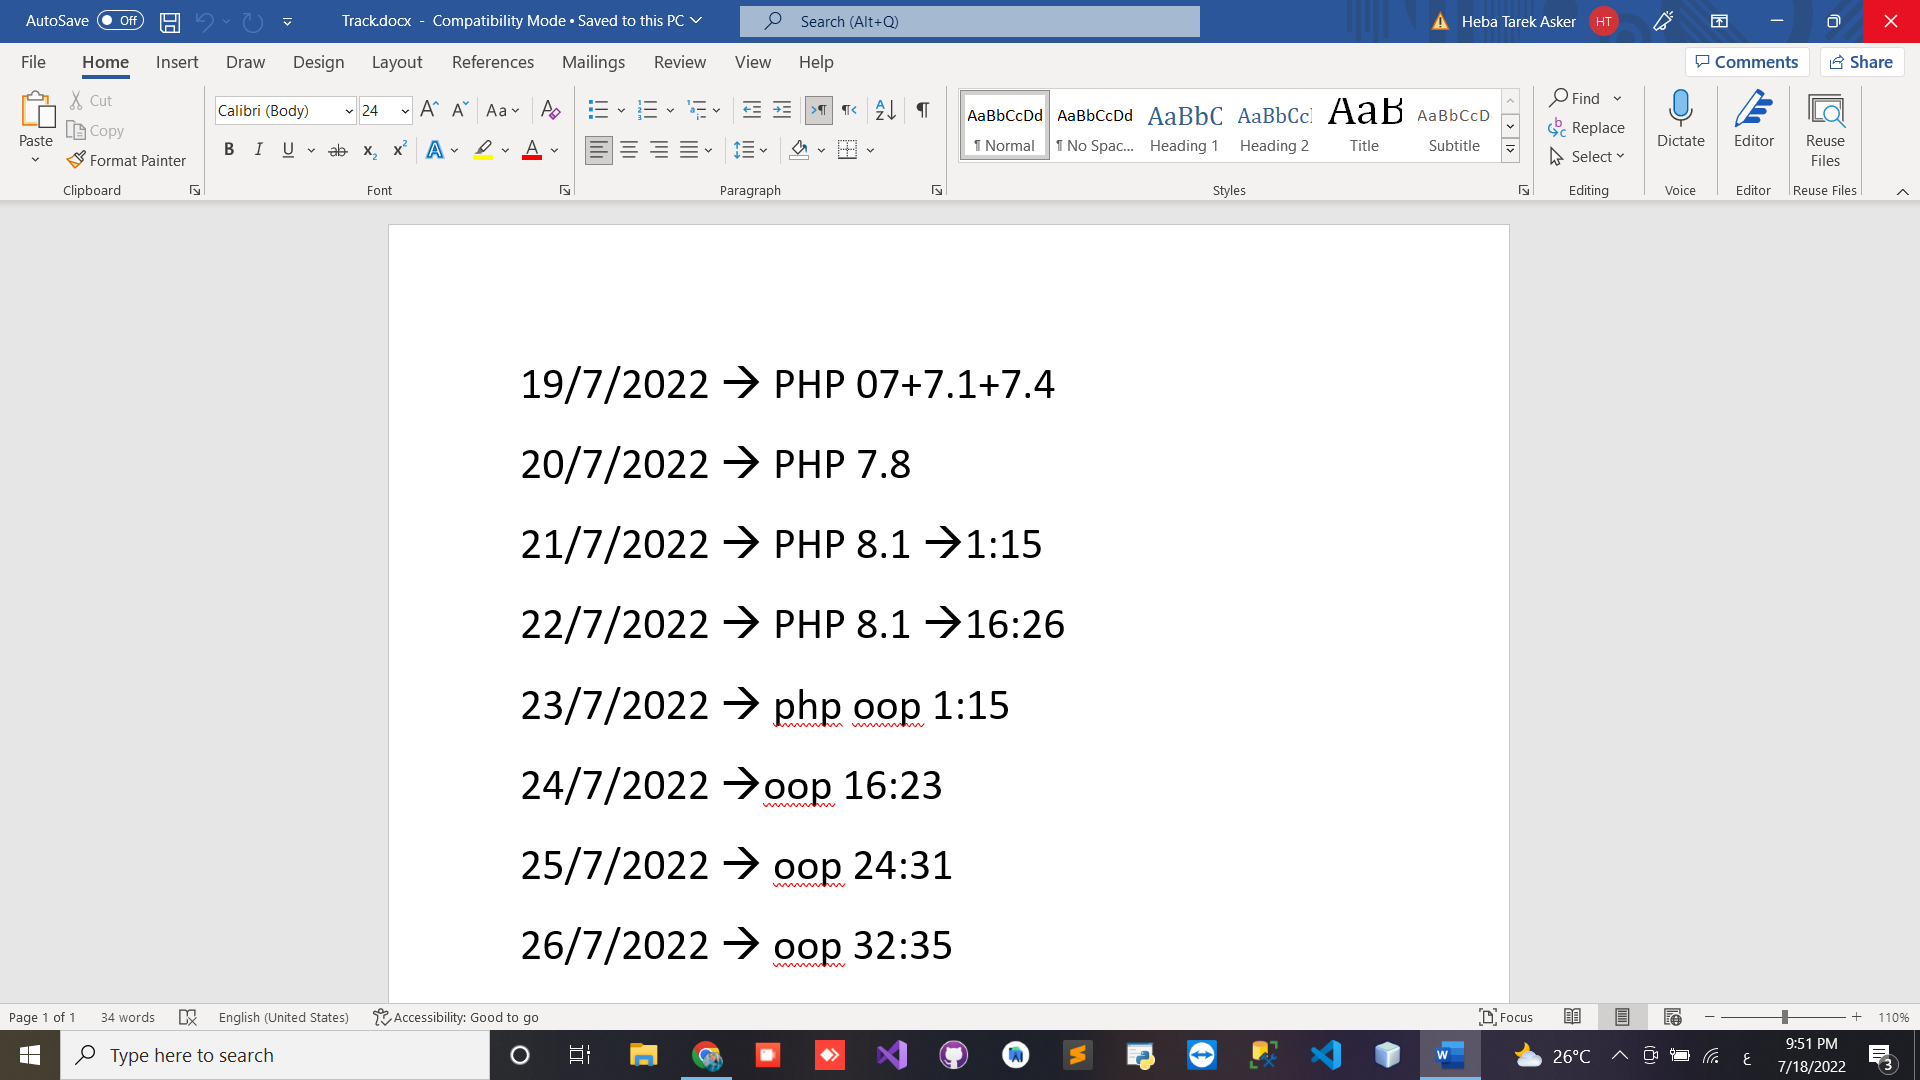 AutoSave Off Track.docx - Compatibility Mode • Saved to this PC Search (Alt+Q) Heba Tarek Asker HT
File Home Insert Draw Design Layout References Mailings Review View Help Comments Share
Paste Cut Copy Format Painter Clipboard
Calibri (Body) 24 Font
Paragraph
AaBbCcDd ¶ Normal AaBbCcDd ¶ No Spac... AaBbC Heading 1 AaBbCc Heading 2 AaB Title AaBbCcD Subtitle Styles
Find Replace Select Editing
Dictate Voice
Editor Editor
Reuse Files Reuse Files
19/7/2022 → PHP 07+7.1+7.4
20/7/2022 → PHP 7.8
21/7/2022 → PHP 8.1 →1:15
22/7/2022 → PHP 8.1 →16:26
23/7/2022 → php oop 1:15
24/7/2022 →oop 16:23
25/7/2022 → oop 24:31
26/7/2022 → oop 32:35
Page 1 of 1 34 words English (United States) Accessibility: Good to go Focus 110%
Type here to search 26°C ع 9:51 PM
7/18/2022 3